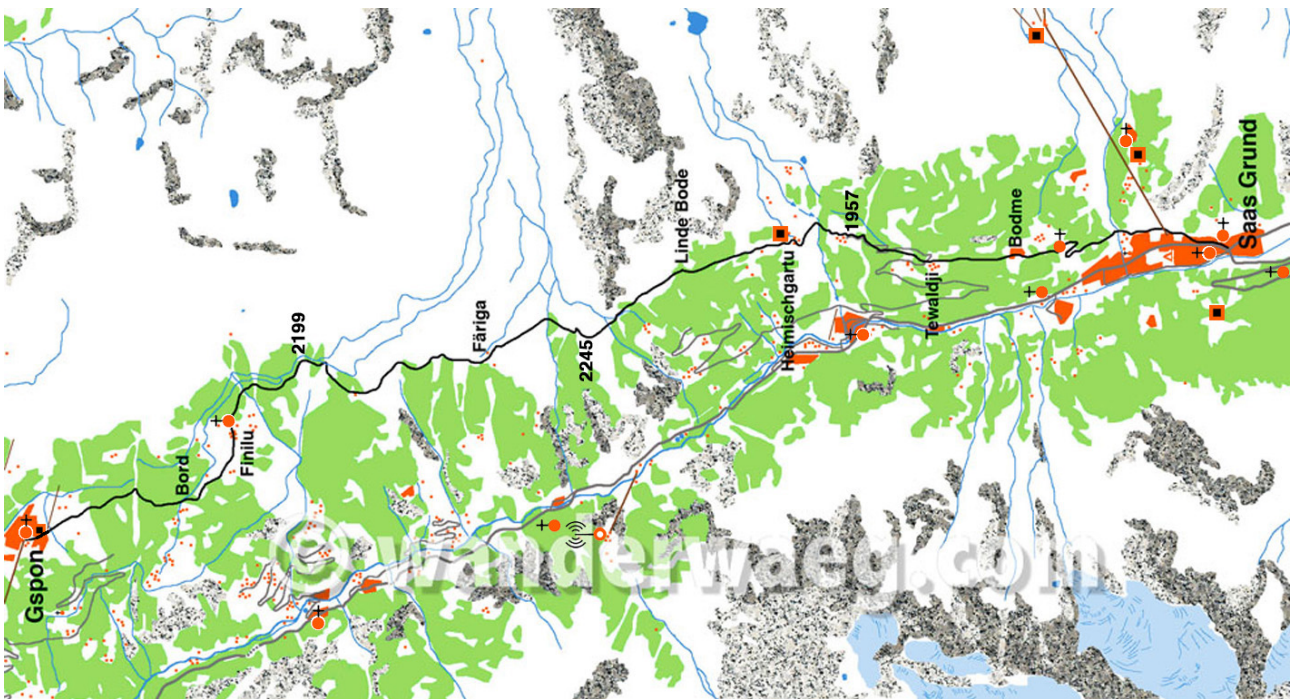 Gspon
Bord
Finilu
2199
Färiga
2245
Linde Bode
Heimischgartu
1957
Tewaldji
Bodme
Saas Grund
© wanderwaeg.com